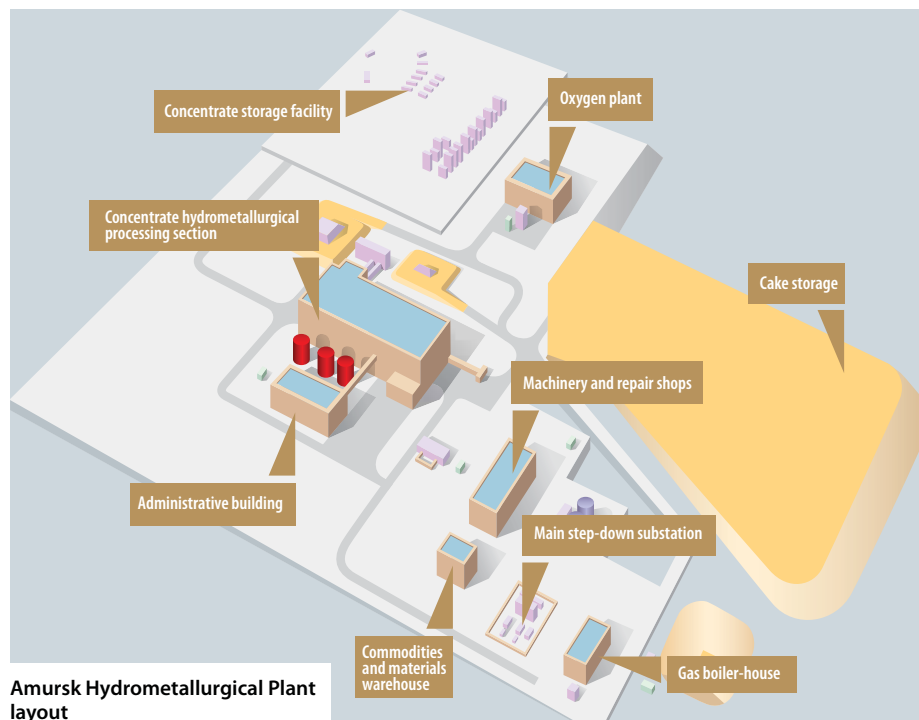 Oxygen plant
Concentrate storage facility
Concentrate hydrometallurgical
processing section
Cake storage
Machinery and repair shops
Administrative building
Main step-down substation
Commodities
and materials
warehouse
Gas boiler-house
Amursk Hydrometallurgical Plant
layout